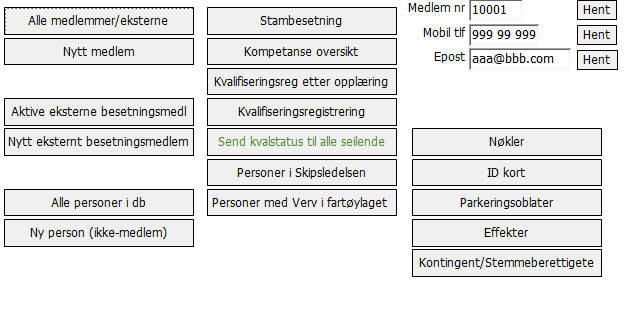 Alle medlemmer/eksterne
Nytt medlem
Aktive eksterne besetningsmedl
Nytt eksternt besetningsmedlem
Alle personer i db
Ny person (ikke-medlem)
Stambesetning
Kompetanse oversikt
Kvalifiseringsreg etter opplæring
Kvalifiseringsregistrering
Send kvalstatus til alle seilende
Personer i Skipsledelsen
Personer med Verv i fartøylaget
Medlem nr 10001 Hent
Mobil tlf 999 99 999 Hent
Epost aaa@bbb.com Hent
Nøkler
ID kort
Parkeringsoblater
Effekter
Kontingent/Stemmeberettigete